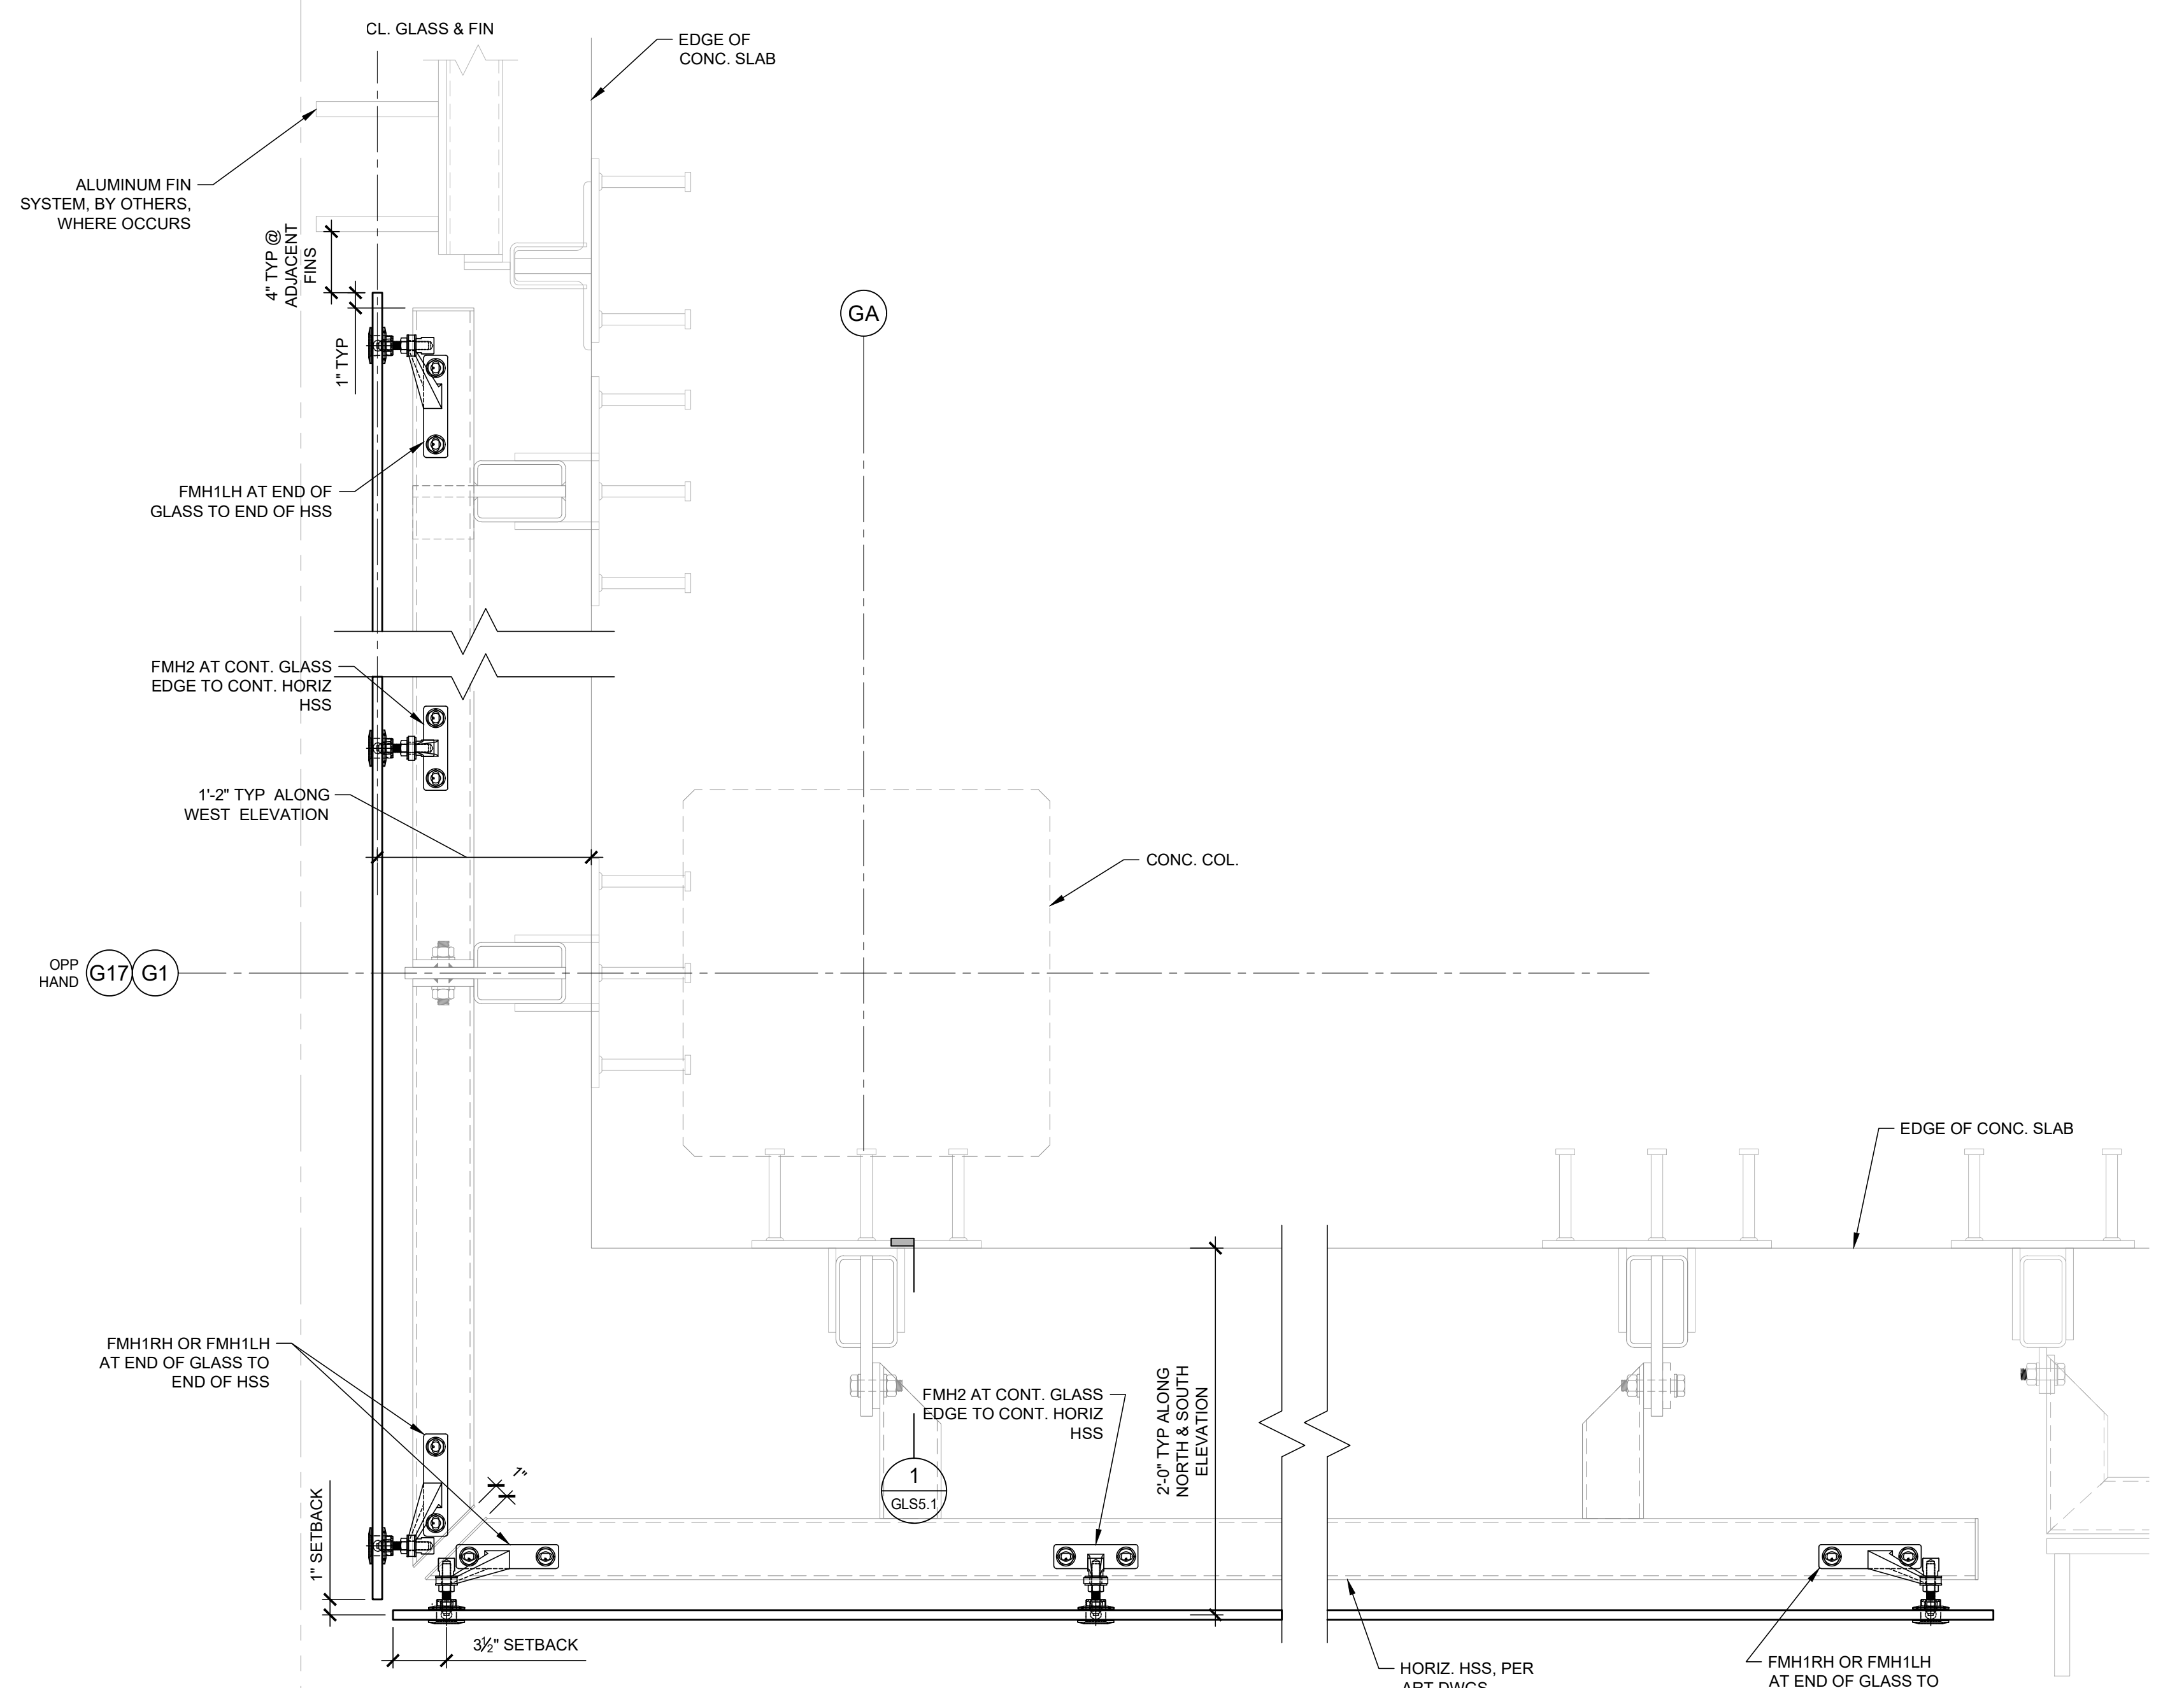 CL. GLASS & FIN
EDGE OF
CONC. SLAB
ALUMINUM FIN
SYSTEM, BY OTHERS,
WHERE OCCURS
4" TYP @
ADJACENT
FINS
GA
1" TYP
FMH1LH AT END OF
GLASS TO END OF HSS
FMH2 AT CONT. GLASS
EDGE TO CONT. HORIZ
HSS
1'-2" TYP ALONG
WEST ELEVATION
CONC. COL.
OPP
HAND
G17
G1
EDGE OF CONC. SLAB
FMH1RH OR FMH1LH
AT END OF GLASS TO
END OF HSS
FMH2 AT CONT. GLASS
EDGE TO CONT. HORIZ
HSS
2'-0" TYP ALONG
NORTH & SOUTH
ELEVATION
1"
1
GLS5.1
1" SETBACK
3½" SETBACK
HORIZ. HSS, PER
FMH1RH OR FMH1LH
AT END OF GLASS TO